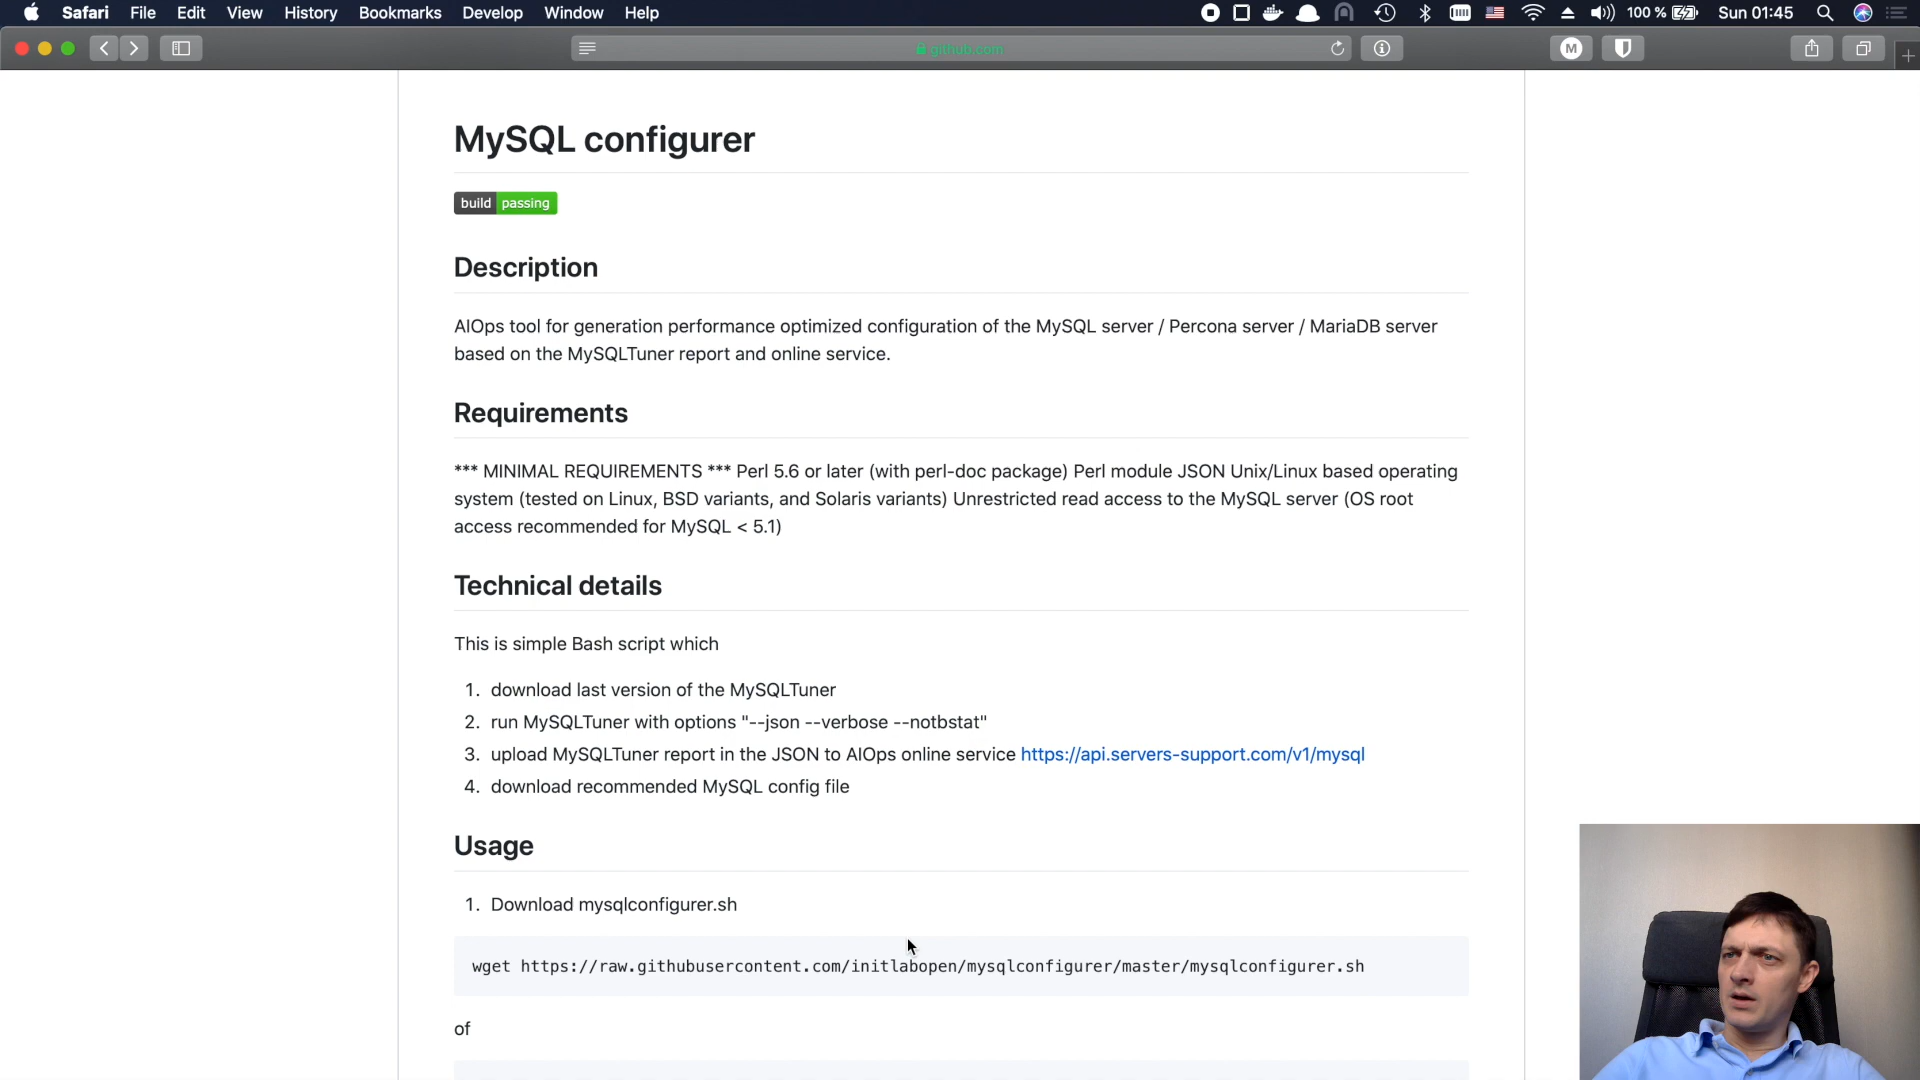 Safari File Edit View History Bookmarks Develop Window Help 100 % Sun 01:45
github.com M
MySQL configurer
build passing
Description
AIOps tool for generation performance optimized configuration of the MySQL server / Percona server / MariaDB server
based on the MySQLTuner report and online service.
Requirements
*** MINIMAL REQUIREMENTS *** Perl 5.6 or later (with perl-doc package) Perl module JSON Unix/Linux based operating
system (tested on Linux, BSD variants, and Solaris variants) Unrestricted read access to the MySQL server (OS root
access recommended for MySQL < 5.1)
Technical details
This is simple Bash script which
1. download last version of the MySQLTuner
2. run MySQLTuner with options "--json --verbose --notbstat"
3. upload MySQLTuner report in the JSON to AIOps online service https://api.servers-support.com/v1/mysql
4. download recommended MySQL config file
Usage
1. Download mysqlconfigurer.sh
wget https://raw.githubusercontent.com/initlabopen/mysqlconfigurer/master/mysqlconfigurer.sh
of